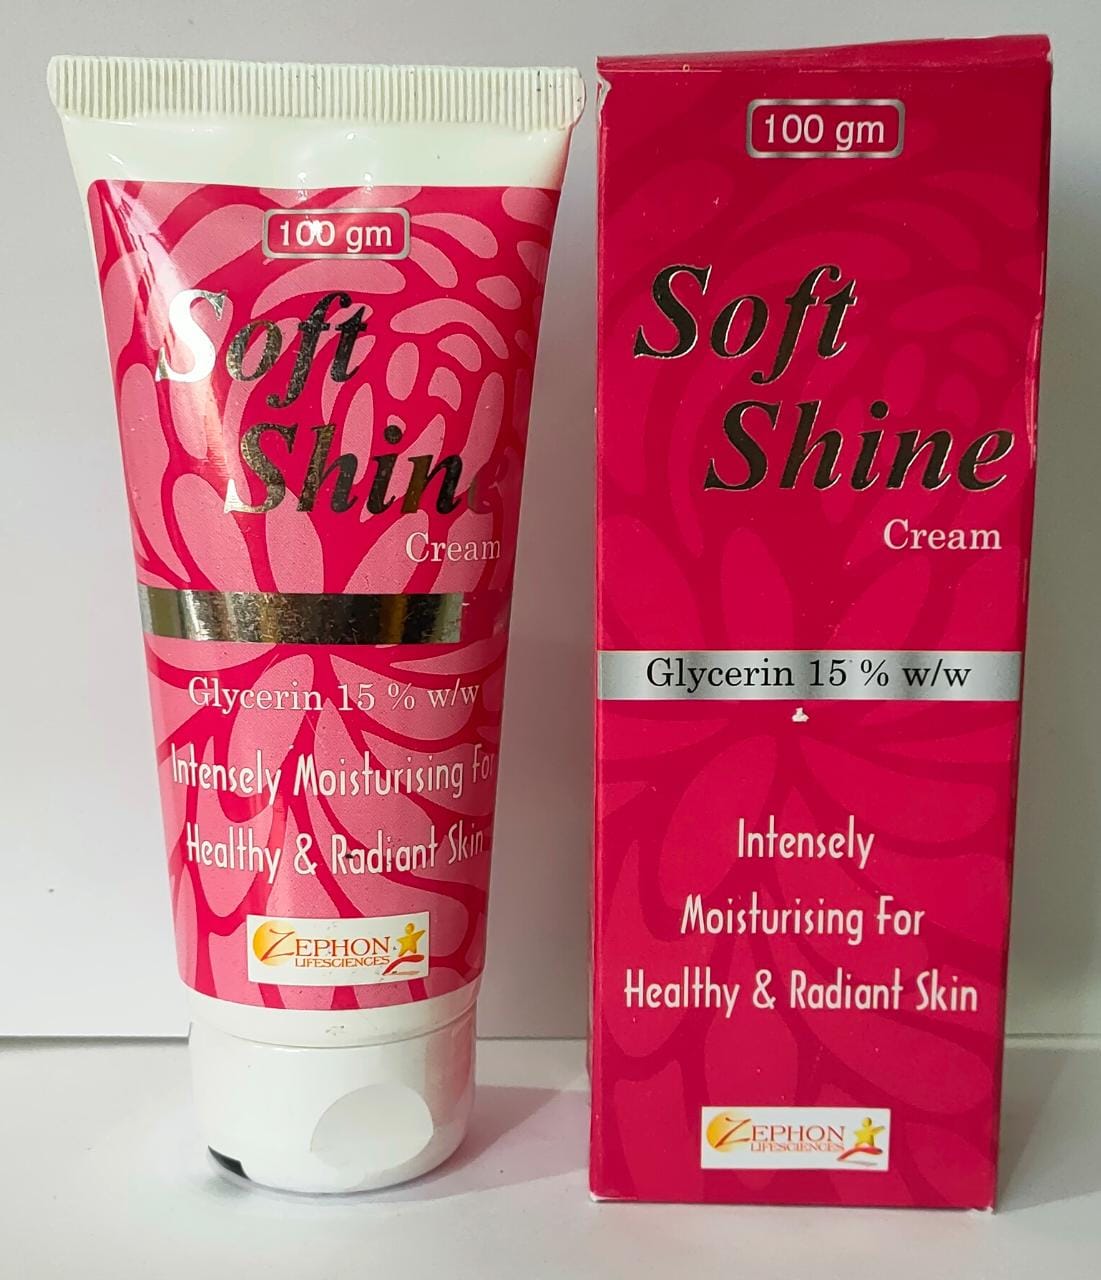 100 gm
Soft
Shine
Cream
Glycerin 15 % w/w
Intensely Moisturising For
Healthy & Radiant Skin
ZEPHON
LIFESCIENCES
100 gm
Soft
Shine
Cream
Glycerin 15 % w/w
Intensely
Moisturising For
Healthy & Radiant Skin
ZEPHON
LIFESCIENCES